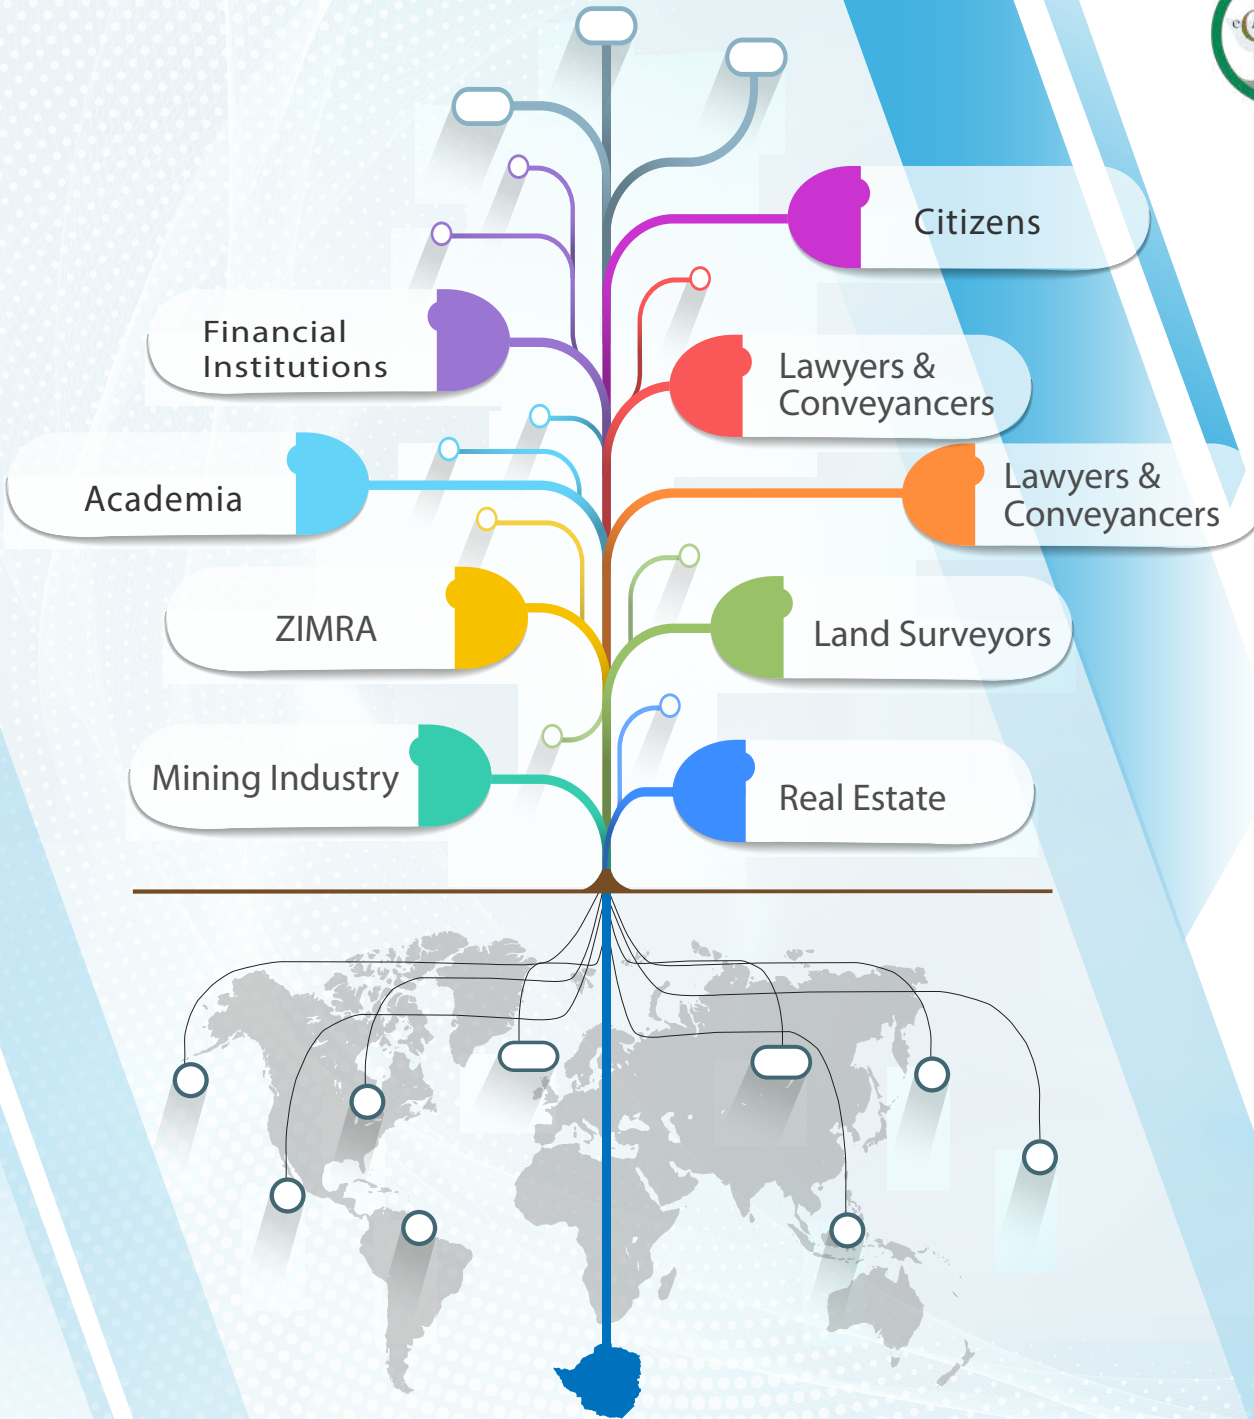 Citizens
Financial
Institutions
Lawyers &
Conveyancers
Academia
Lawyers &
Conveyancers
ZIMRA
Land Surveyors
Mining Industry
Real Estate